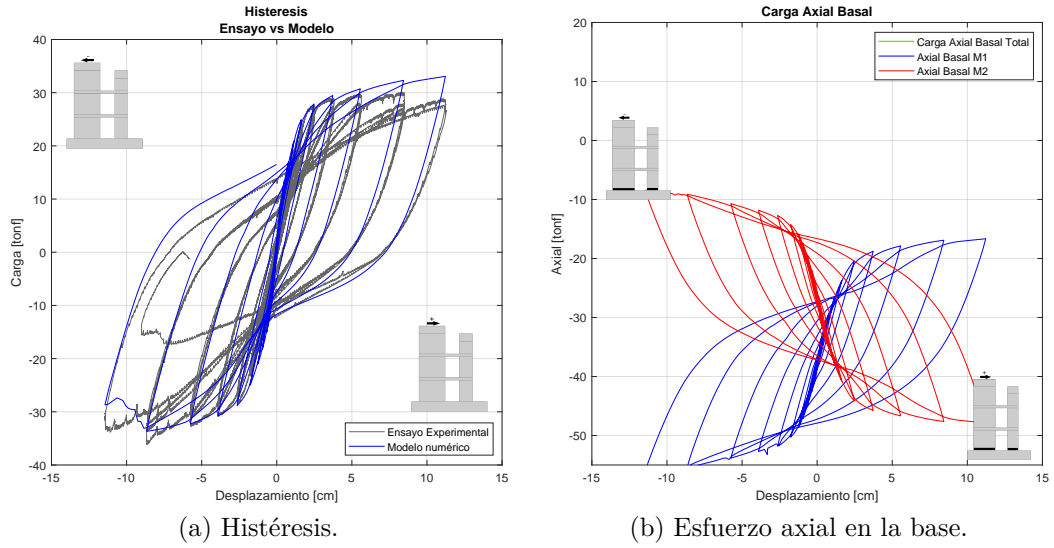 Histeresis
Ensayo vs Modelo
40
30
20
10
0
-10
-20
-30
-40
Carga [tonf]
-
+
Ensayo Experimental
Modelo numérico
-15
-10
-5
0
5
10
15
Desplazamiento [cm]
(a) Histéresis.
Carga Axial Basal
20
10
0
-10
-20
-30
-40
-50
Axial [tonf]
Carga Axial Basal Total
Axial Basal M1
Axial Basal M2
-
+
-15
-10
-5
0
5
10
15
Desplazamiento [cm]
(b) Esfuerzo axial en la base.